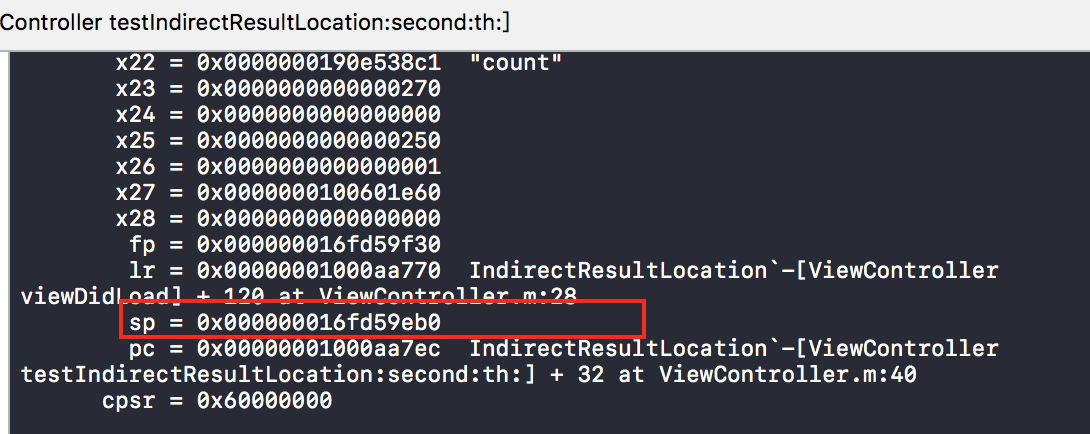 Controller testIndirectResultLocation:second:th:]
x22 = 0x0000000190e538c1 "count"
x23 = 0x0000000000000270
x24 = 0x0000000000000000
x25 = 0x0000000000000250
x26 = 0x0000000000000001
x27 = 0x0000000100601e60
x28 = 0x0000000000000000
fp = 0x000000016fd59f30
lr = 0x00000001000aa770 IndirectResultLocation`-[ViewController
viewDidLoad] + 120 at ViewController.m:28
sp = 0x000000016fd59eb0
pc = 0x00000001000aa7ec IndirectResultLocation`-[ViewController
testIndirectResultLocation:second:th:] + 32 at ViewController.m:40
cpsr = 0x60000000